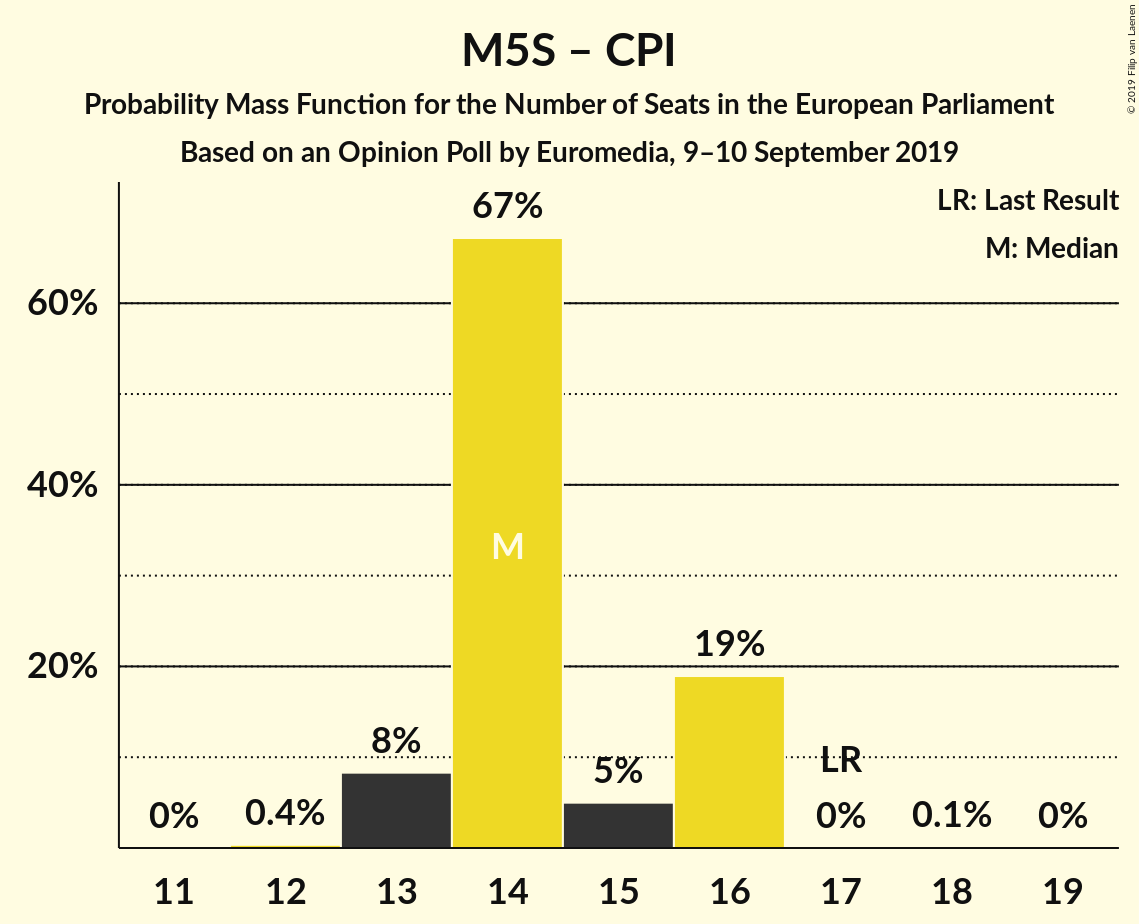 M5S – CPI
Probability Mass Function for the Number of Seats in the European Parliament
Based on an Opinion Poll by Euromedia, 9–10 September 2019
© 2019 Filip van Laenen
LR: Last Result
M: Median
67%
60%
40%
M
19%
20%
8%
5%
LR
0%
0.4%
0%
0.1%
0%
11 12 13 14 15 16 17 18 19